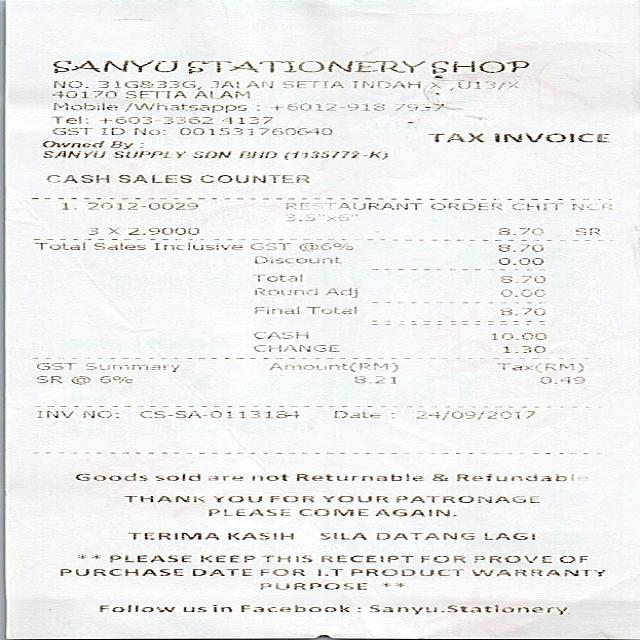 SANYU STATIONERY SHOP
NO. 31G&33G, JALAN SETIA INDAH X ,U13/X
40170 SETIA ALAM
Mobile /Whatsapps : +6012-918 7937
Tel: +603-3362 4137
GST ID No: 001531760640
TAX INVOICE
Owned By :
SANYU SUPPLY SDN BHD (1135772-K)
CASH SALES COUNTER
1. 2012-0029 RESTAURANT ORDER CHIT NCR
3.5"x6"
3 X 2.9000 8.70 SR
Total Sales Inclusive GST @6% 8.70
Discount 0.00
Total 8.70
Round Adj 0.00
Final Total 8.70
CASH 10.00
CHANGE 1.30
GST Summary Amount(RM) Tax(RM)
SR @ 6% 8.21 0.49
INV NO: CS-SA-0113184 Date : 24/09/2017
Goods sold are not Returnable & Refundable
THANK YOU FOR YOUR PATRONAGE
PLEASE COME AGAIN.
TERIMA KASIH SILA DATANG LAGI
** PLEASE KEEP THIS RECEIPT FOR PROVE OF
PURCHASE DATE FOR I.T PRODUCT WARRANTY
PURPOSE **
Follow us in Facebook : Sanyu.Stationery